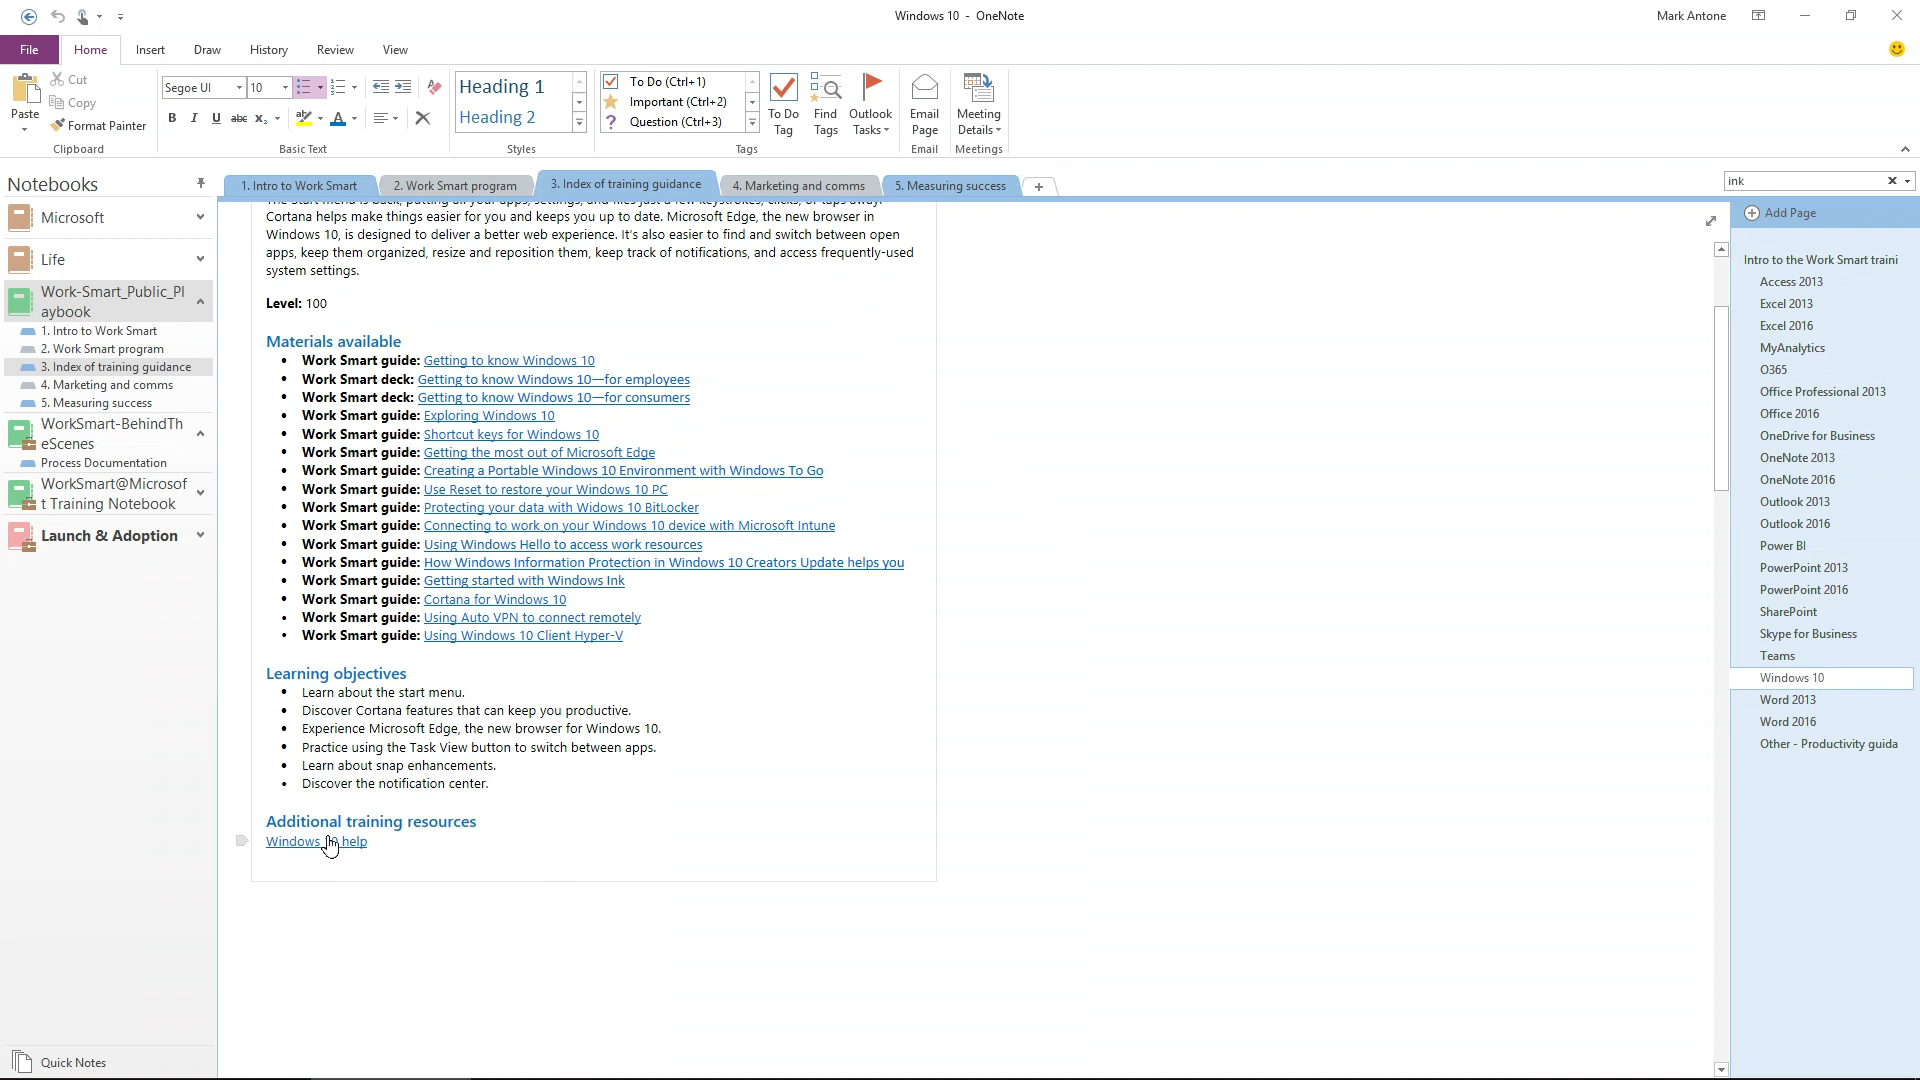 Windows 10 - OneNote
Mark Antone
File
Home
Insert
Draw
History
Review
View
Paste
Cut
Copy
Format Painter
Clipboard
Segoe UI
10
B I U abc x₂
A
Basic Text
Heading 1
Heading 2
Styles
To Do (Ctrl+1)
Important (Ctrl+2)
Question (Ctrl+3)
To Do
Tag
Find
Tags
Outlook
Tasks
Tags
Email
Page
Email
Meeting
Details
Meetings
Notebooks
Microsoft
Life
Work-Smart_Public_Pl
aybook
1. Intro to Work Smart
2. Work Smart program
3. Index of training guidance
4. Marketing and comms
5. Measuring success
WorkSmart-BehindTh
eScenes
Process Documentation
WorkSmart@Microsof
t Training Notebook
Launch & Adoption
Quick Notes
1. Intro to Work Smart
2. Work Smart program
3. Index of training guidance
4. Marketing and comms
5. Measuring success
+
ink
The Start menu is back, putting all your apps, settings, and files just a few keystrokes, clicks, or taps away.
Cortana helps make things easier for you and keeps you up to date. Microsoft Edge, the new browser in
Windows 10, is designed to deliver a better web experience. It's also easier to find and switch between open
apps, keep them organized, resize and reposition them, keep track of notifications, and access frequently-used
system settings.
Level: 100
Materials available
• Work Smart guide: Getting to know Windows 10
• Work Smart deck: Getting to know Windows 10—for employees
• Work Smart deck: Getting to know Windows 10—for consumers
• Work Smart guide: Exploring Windows 10
• Work Smart guide: Shortcut keys for Windows 10
• Work Smart guide: Getting the most out of Microsoft Edge
• Work Smart guide: Creating a Portable Windows 10 Environment with Windows To Go
• Work Smart guide: Use Reset to restore your Windows 10 PC
• Work Smart guide: Protecting your data with Widows 10 BitLocker
• Work Smart guide: Connecting to work on your Windows 10 device with Microsoft Intune
• Work Smart guide: Using Windows Hello to access work resources
• Work Smart guide: How Windows Information Protection in Windows 10 Creators Update helps you
• Work Smart guide: Getting started with Windows Ink
• Work Smart guide: Cortana for Windows 10
• Work Smart guide: Using Auto VPN to connect remotely
• Work Smart guide: Using Windows 10 Client Hyper-V
Learning objectives
• Learn about the start menu.
• Discover Cortana features that can keep you productive.
• Experience Microsoft Edge, the new browser for Windows 10.
• Practice using the Task View button to switch between apps.
• Learn about snap enhancements.
• Discover the notification center.
Additional training resources
Windows help
Add Page
Intro to the Work Smart traini
Access 2013
Excel 2013
Excel 2016
MyAnalytics
O365
Office Professional 2013
Office 2016
OneDrive for Business
OneNote 2013
OneNote 2016
Outlook 2013
Outlook 2016
Power BI
PowerPoint 2013
PowerPoint 2016
SharePoint
Skype for Business
Teams
Windows 10
Word 2013
Word 2016
Other - Productivity guida